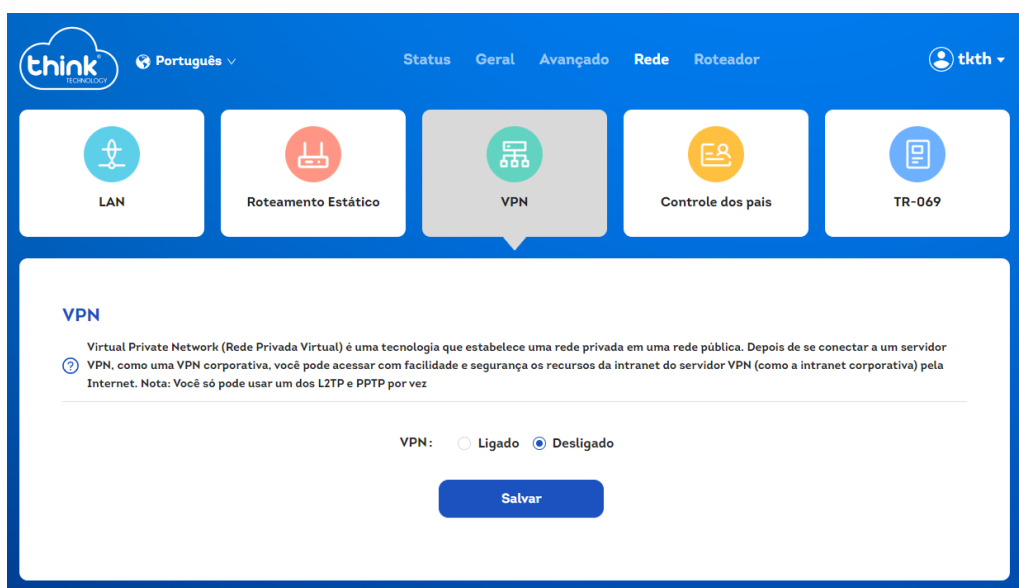 think
TECHNOLOGY
Português
Status Geral Avançado Rede Roteador
tkth
LAN
Roteamento Estático
VPN
Controle dos pais
TR-069
VPN
Virtual Private Network (Rede Privada Virtual) é uma tecnologia que estabelece uma rede privada em uma rede pública. Depois de se conectar a um servidor
VPN, como uma VPN corporativa, você pode acessar com facilidade e segurança os recursos da intranet do servidor VPN (como a intranet corporativa) pela
Internet. Nota: Você só pode usar um dos L2TP e PPTP por vez
VPN: Ligado Desligado
Salvar